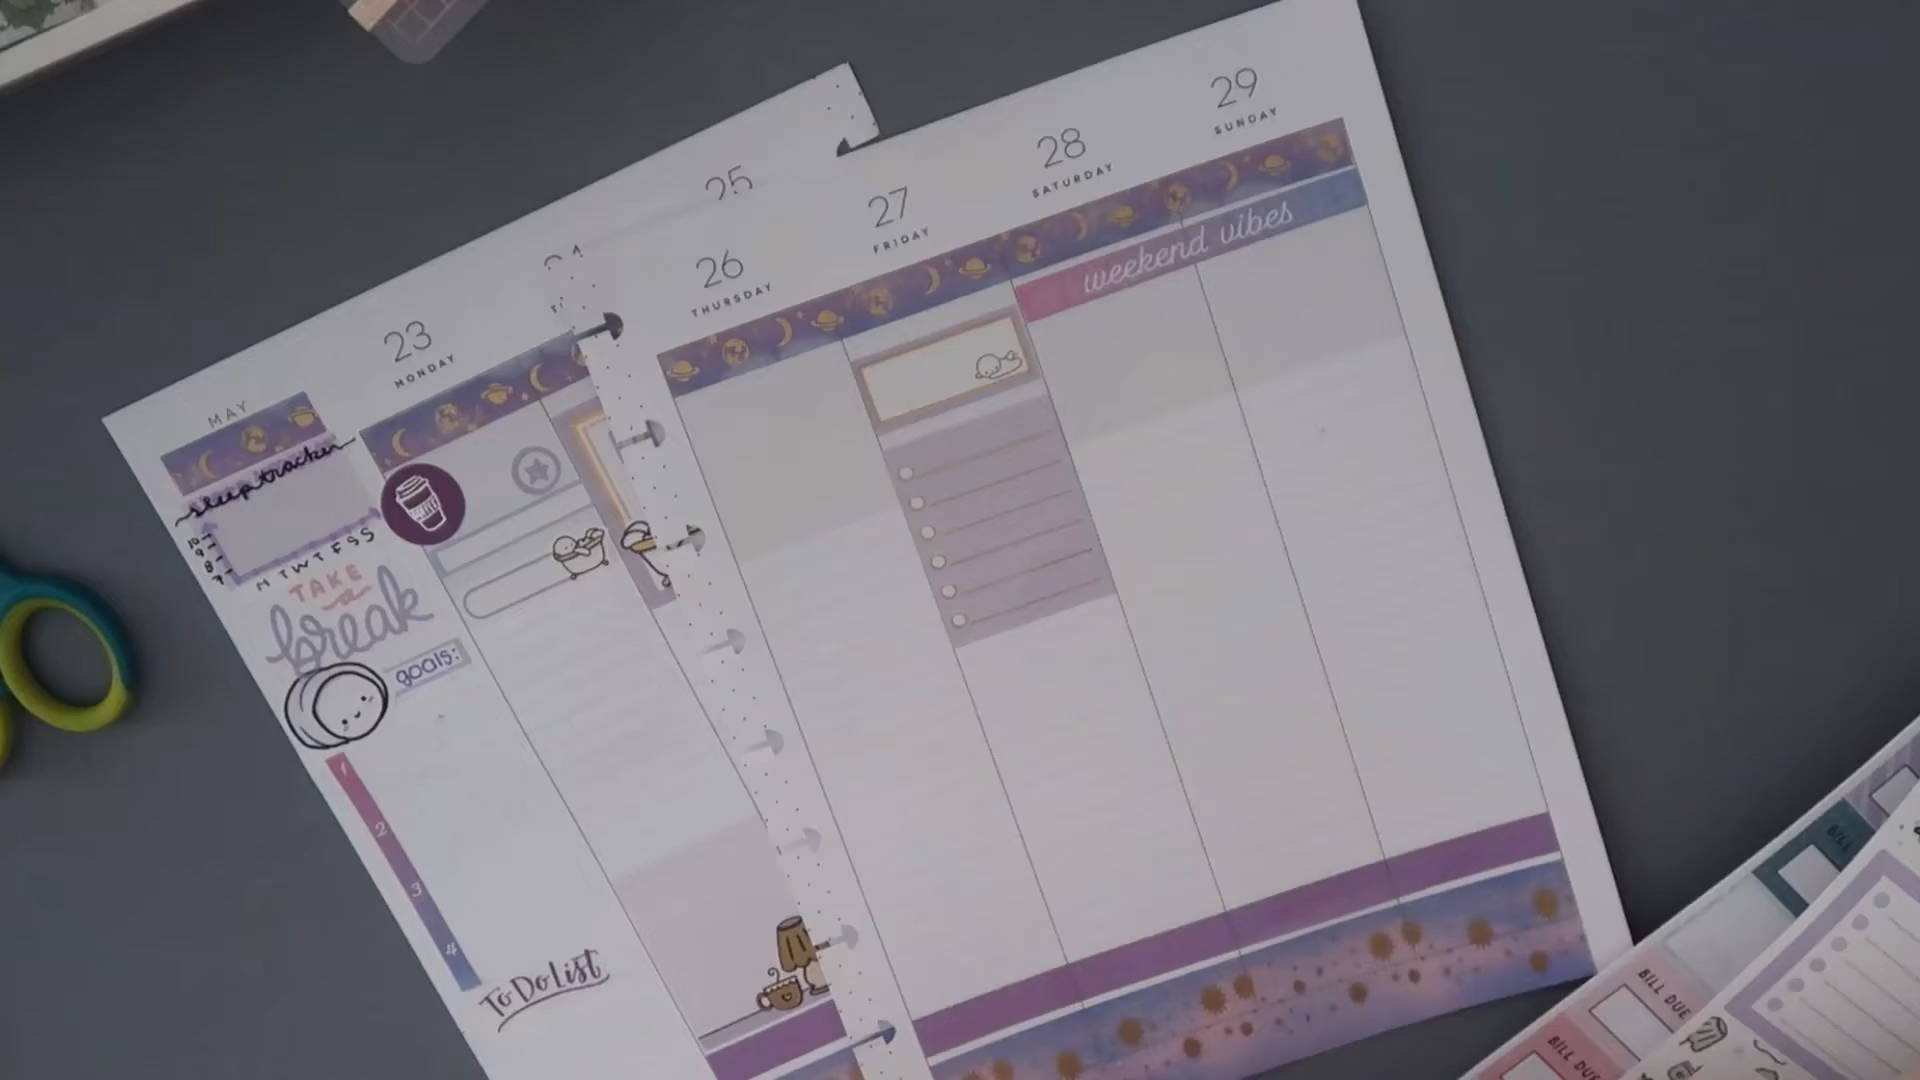 MAY
sleep tracker
10
9
8
7
M T W T F S S
TAKE
a
break
goals:
1
2
3
4
To Do List
23
MONDAY
25
26
THURSDAY
27
FRIDAY
28
SATURDAY
29
SUNDAY
weekend vibes
BILL
BILL DUE
BILL DUE